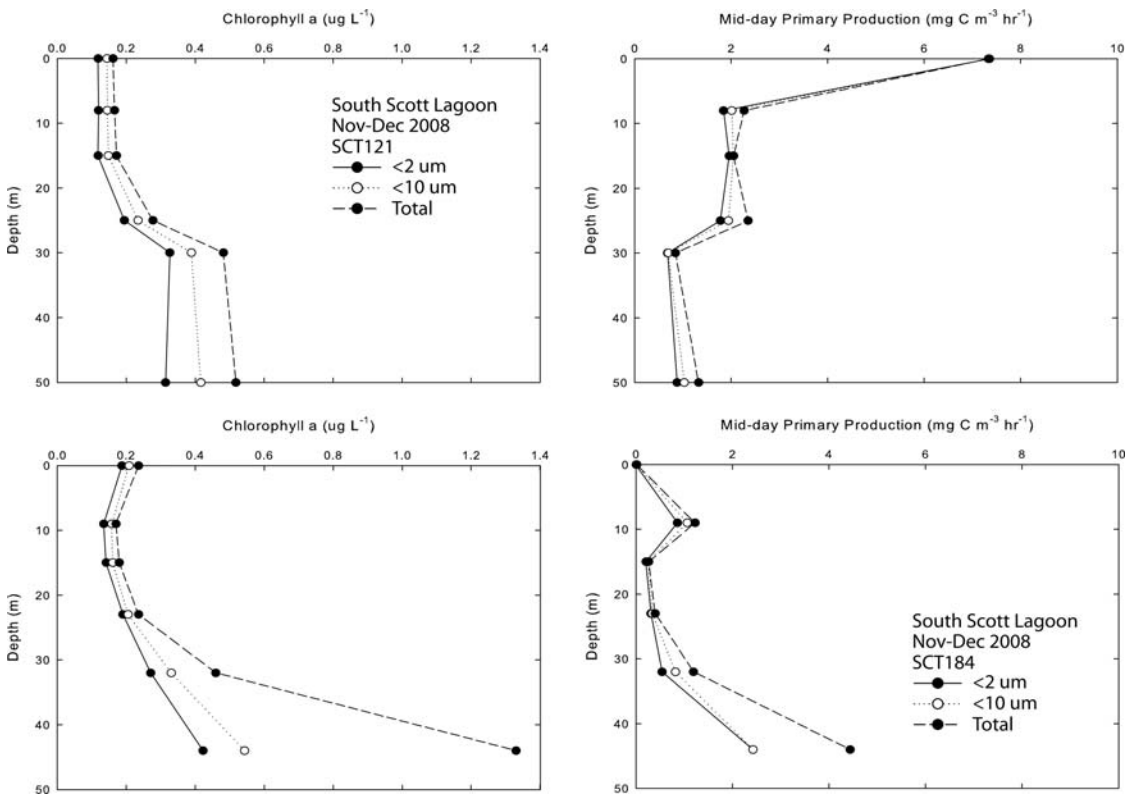 Chlorophyll a (ug L⁻¹)
0.0 0.2 0.4 0.6 0.8 1.0 1.2 1.4
0
10
20
30
40
50
Depth (m)
South Scott Lagoon
Nov-Dec 2008
SCT121
<2 um
<10 um
Total
Mid-day Primary Production (mg C m⁻³ hr⁻¹)
0 2 4 6 8 10
0
10
20
30
40
50
Depth (m)
Chlorophyll a (ug L⁻¹)
0.0 0.2 0.4 0.6 0.8 1.0 1.2 1.4
0
10
20
30
40
50
Depth (m)
Mid-day Primary Production (mg C m⁻³ hr⁻¹)
0 2 4 6 8 10
0
10
20
30
40
50
Depth (m)
South Scott Lagoon
Nov-Dec 2008
SCT184
<2 um
<10 um
Total